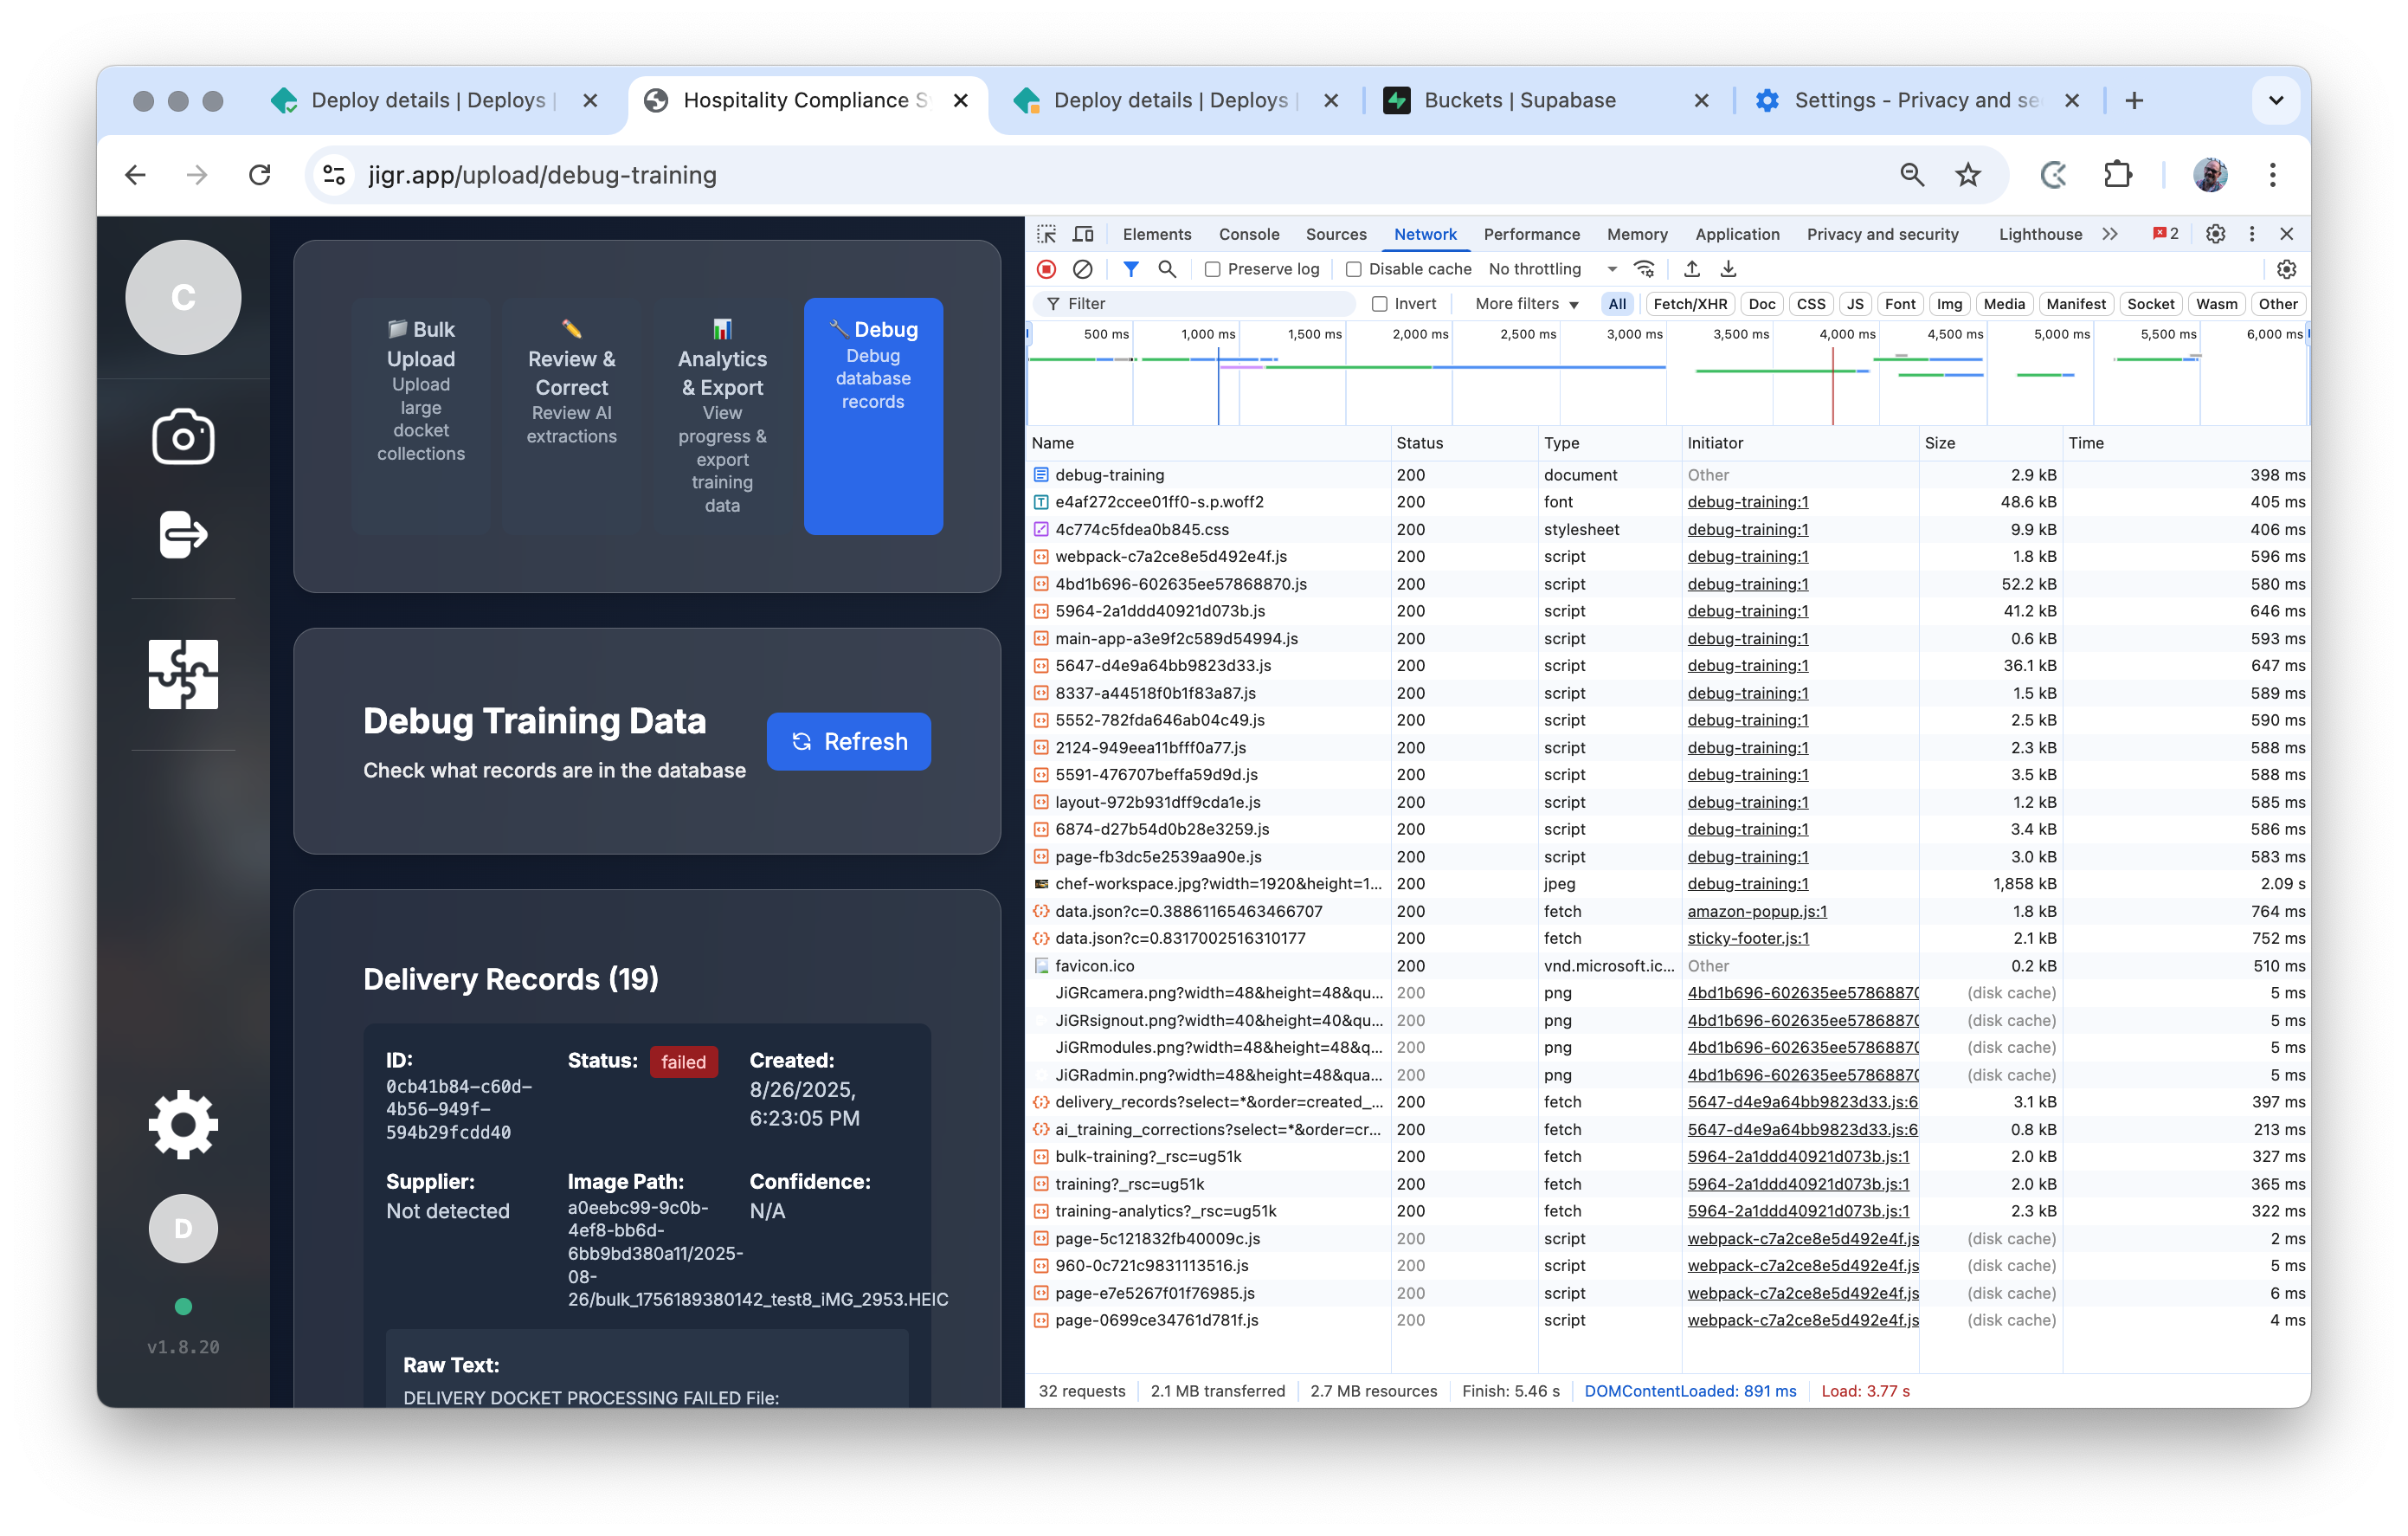 Deploy details | Deploys |
Hospitality Compliance S
Deploy details | Deploys |
Buckets | Supabase
Settings - Privacy and se
jigr.app/upload/debug-training
C
Bulk
Upload
Upload
large
docket
collections
Review &
Correct
Review AI
extractions
Analytics
& Export
View
progress &
export
training
data
Debug
Debug
database
records
Debug Training Data
Check what records are in the database
Refresh
Delivery Records (19)
ID:
0cb41b84-c60d-
4b56-949f-
594b29fcdd40
Status: failed
Created:
8/26/2025,
6:23:05 PM
Supplier:
Not detected
Image Path:
a0eebc99-9c0b-
4ef8-bb6d-
6bb9bd380a11/2025-
08-
26/bulk_1756189380142_test8_iMG_2953.HEIC
Confidence:
N/A
Raw Text:
DELIVERY DOCKET PROCESSING FAILED File:
D
v1.8.20
Elements Console Sources Network Performance Memory Application Privacy and security Lighthouse 2
Preserve log Disable cache No throttling
Filter Invert More filters All Fetch/XHR Doc CSS JS Font Img Media Manifest Socket Wasm Other
500 ms 1,000 ms 1,500 ms 2,000 ms 2,500 ms 3,000 ms 3,500 ms 4,000 ms 4,500 ms 5,000 ms 5,500 ms 6,000 ms
Name Status Type Initiator Size Time
debug-training 200 document Other 2.9 kB 398 ms
e4af272ccee01ff0-s.p.woff2 200 font debug-training:1 48.6 kB 405 ms
4c774c5fdea0b845.css 200 stylesheet debug-training:1 9.9 kB 406 ms
webpack-c7a2ce8e5d492e4f.js 200 script debug-training:1 1.8 kB 596 ms
4bd1b696-602635ee57868870.js 200 script debug-training:1 52.2 kB 580 ms
5964-2a1ddd40921d073b.js 200 script debug-training:1 41.2 kB 646 ms
main-app-a3e9f2c589d54994.js 200 script debug-training:1 0.6 kB 593 ms
5647-d4e9a64bb9823d33.js 200 script debug-training:1 36.1 kB 647 ms
8337-a44518f0b1f83a87.js 200 script debug-training:1 1.5 kB 589 ms
5552-782fda646ab04c49.js 200 script debug-training:1 2.5 kB 590 ms
2124-949eea11bfff0a77.js 200 script debug-training:1 2.3 kB 588 ms
5591-476707beffa59d9d.js 200 script debug-training:1 3.5 kB 588 ms
layout-972b931dff9cda1e.js 200 script debug-training:1 1.2 kB 585 ms
6874-d27b54d0b28e3259.js 200 script debug-training:1 3.4 kB 586 ms
page-fb3dc5e2539aa90e.js 200 script debug-training:1 3.0 kB 583 ms
chef-workspace.jpg?width=1920&height=1... 200 jpeg debug-training:1 1,858 kB 2.09 s
data.json?c=0.38861165463466707 200 fetch amazon-popup.js:1 1.8 kB 764 ms
data.json?c=0.8317002516310177 200 fetch sticky-footer.js:1 2.1 kB 752 ms
favicon.ico 200 vnd.microsoft.ic... Other 0.2 kB 510 ms
JiGRcamera.png?width=48&height=48&qu... 200 png 4bd1b696-602635ee57868870 (disk cache) 5 ms
JiGRsignout.png?width=40&height=40&qu... 200 png 4bd1b696-602635ee57868870 (disk cache) 5 ms
JiGRmodules.png?width=48&height=48&q... 200 png 4bd1b696-602635ee57868870 (disk cache) 5 ms
JiGRadmin.png?width=48&height=48&qua... 200 png 4bd1b696-602635ee57868870 (disk cache) 5 ms
delivery_records?select=*&order=created_... 200 fetch 5647-d4e9a64bb9823d33.js:6 3.1 kB 397 ms
ai_training_corrections?select=*&order=cr... 200 fetch 5647-d4e9a64bb9823d33.js:6 0.8 kB 213 ms
bulk-training?_rsc=ug51k 200 fetch 5964-2a1ddd40921d073b.js:1 2.0 kB 327 ms
training?_rsc=ug51k 200 fetch 5964-2a1ddd40921d073b.js:1 2.0 kB 365 ms
training-analytics?_rsc=ug51k 200 fetch 5964-2a1ddd40921d073b.js:1 2.3 kB 322 ms
page-5c121832fb40009c.js 200 script webpack-c7a2ce8e5d492e4f.js (disk cache) 2 ms
960-0c721c9831113516.js 200 script webpack-c7a2ce8e5d492e4f.js (disk cache) 5 ms
page-e7e5267f01f76985.js 200 script webpack-c7a2ce8e5d492e4f.js (disk cache) 6 ms
page-0699ce34761d781f.js 200 script webpack-c7a2ce8e5d492e4f.js (disk cache) 4 ms
32 requests 2.1 MB transferred 2.7 MB resources Finish: 5.46 s DOMContentLoaded: 891 ms Load: 3.77 s